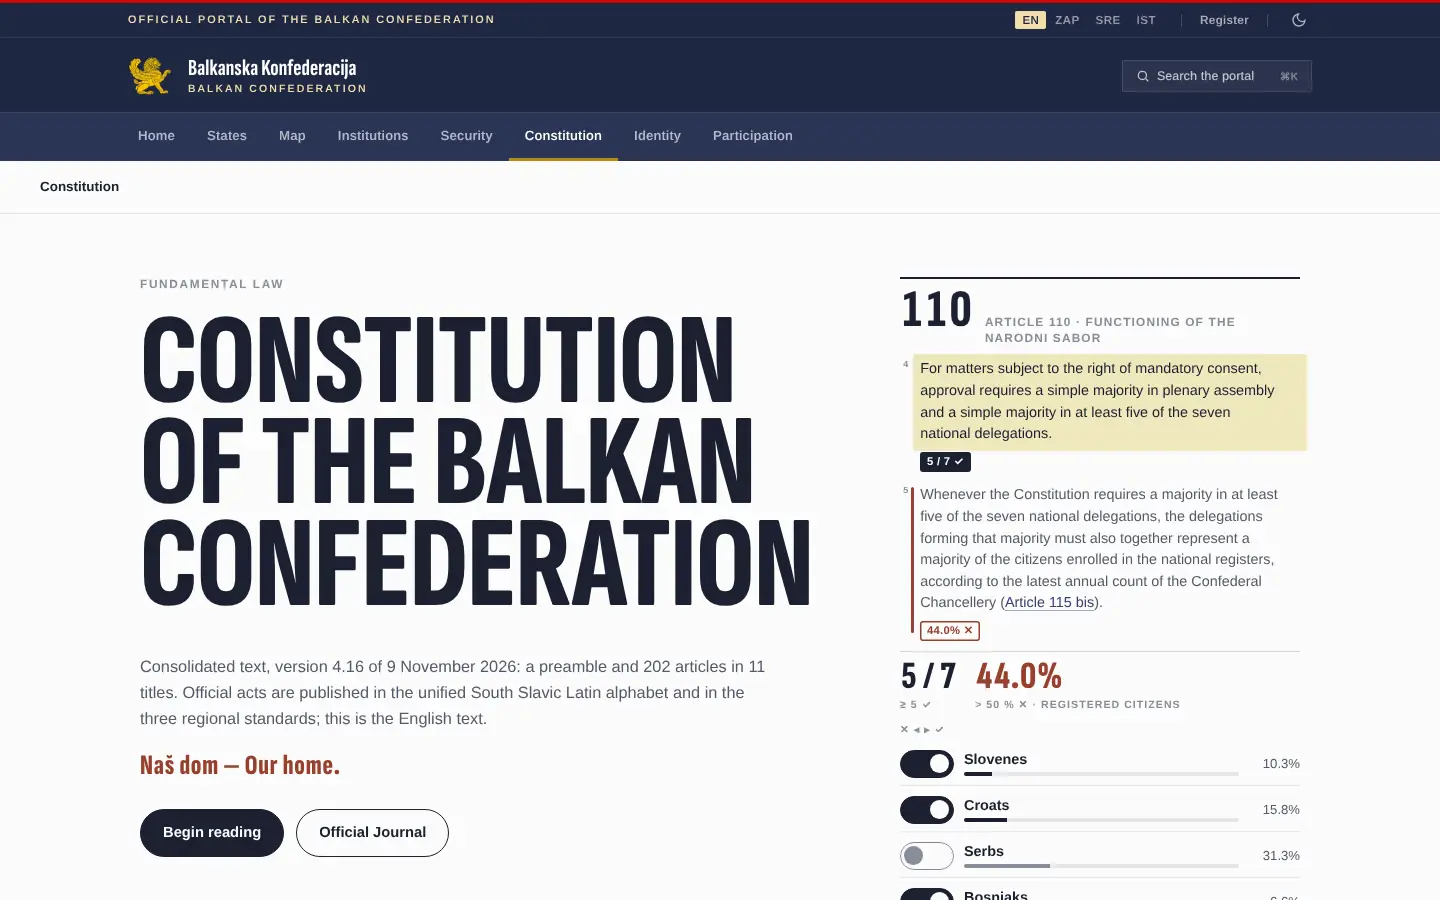 OFFICIAL PORTAL OF THE BALKAN CONFEDERATION
EN ZAP SRE IST Register
Balkanska Konfederacija
BALKAN CONFEDERATION
Search the portal ⌘K
Home States Map Institutions Security Constitution Identity Participation
Constitution
FUNDAMENTAL LAW
CONSTITUTION
OF THE BALKAN
CONFEDERATION
Consolidated text, version 4.16 of 9 November 2026: a preamble and 202 articles in 11
titles. Official acts are published in the unified South Slavic Latin alphabet and in the
three regional standards; this is the English text.
Naš dom — Our home.
Begin reading Official Journal
110 ARTICLE 110 · FUNCTIONING OF THE
NARODNI SABOR
4 For matters subject to the right of mandatory consent,
approval requires a simple majority in plenary assembly
and a simple majority in at least five of the seven
national delegations.
5 / 7 ✓
5 Whenever the Constitution requires a majority in at least
five of the seven national delegations, the delegations
forming that majority must also together represent a
majority of the citizens enrolled in the national registers,
according to the latest annual count of the Confederal
Chancellery (Article 115 bis).
44.0% ✕
5 / 7 44.0%
≥ 5 ✓ > 50 % ✕ · REGISTERED CITIZENS
✕ ◂ ▸ ✓
Slovenes 10.3%
Croats 15.8%
Serbs 31.3%
Bosniaks 6.6%